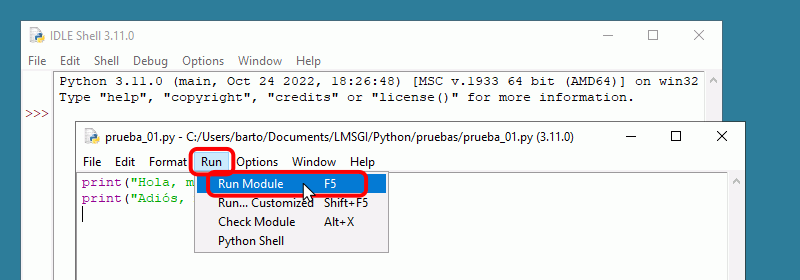 IDLE Shell 3.11.0
File Edit Shell Debug Options Window Help
Python 3.11.0 (main, Oct 24 2022, 18:26:48) [MSC v.1933 64 bit (AMD64)] on win32
Type "help", "copyright", "credits" or "license()" for more information.
>>>
prueba_01.py - C:/Users/barto/Documents/LMSGI/Python/pruebas/prueba_01.py (3.11.0)
File Edit Format Run Options Window Help
print("Hola, m
print("Adiós,
Run Module F5
Run... Customized Shift+F5
Check Module Alt+X
Python Shell